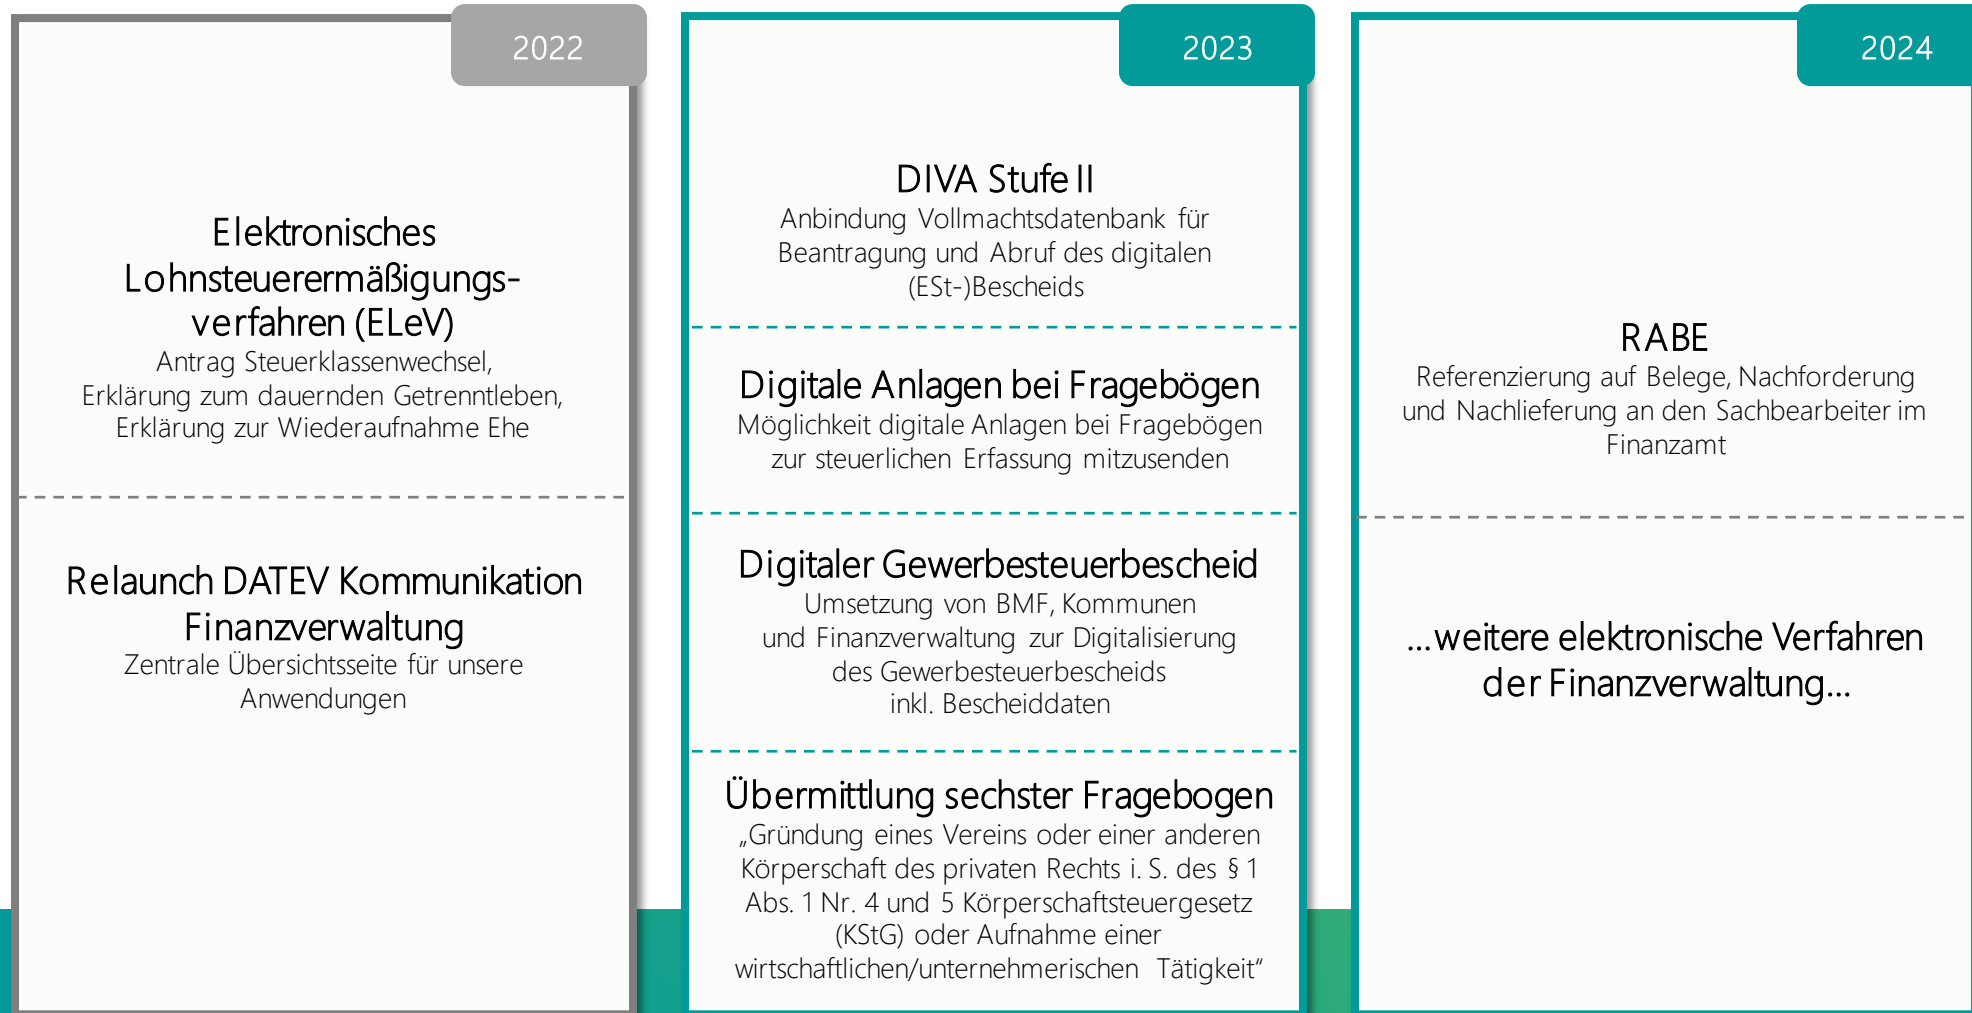 2022
Elektronisches
Lohnsteuerermäßigungs-
verfahren (ELeV)
Antrag Steuerklassenwechsel,
Erklärung zum dauernden Getrenntleben,
Erklärung zur Wiederaufnahme Ehe
Relaunch DATEV Kommunikation
Finanzverwaltung
Zentrale Übersichtsseite für unsere
Anwendungen
2023
DIVA Stufe II
Anbindung Vollmachtsdatenbank für
Beantragung und Abruf des digitalen
(ESt-)Bescheids
Digitale Anlagen bei Fragebögen
Möglichkeit digitale Anlagen bei Fragebögen
zur steuerlichen Erfassung mitzusenden
Digitaler Gewerbesteuerbescheid
Umsetzung von BMF, Kommunen
und Finanzverwaltung zur Digitalisierung
des Gewerbesteuerbescheids
inkl. Bescheiddaten
Übermittlung sechster Fragebogen
„Gründung eines Vereins oder einer anderen
Körperschaft des privaten Rechts i. S. des § 1
Abs. 1 Nr. 4 und 5 Körperschaftsteuergesetz
(KStG) oder Aufnahme einer
wirtschaftlichen/unternehmerischen Tätigkeit“
2024
RABE
Referenzierung auf Belege, Nachforderung
und Nachlieferung an den Sachbearbeiter im
Finanzamt
...weitere elektronische Verfahren
der Finanzverwaltung...